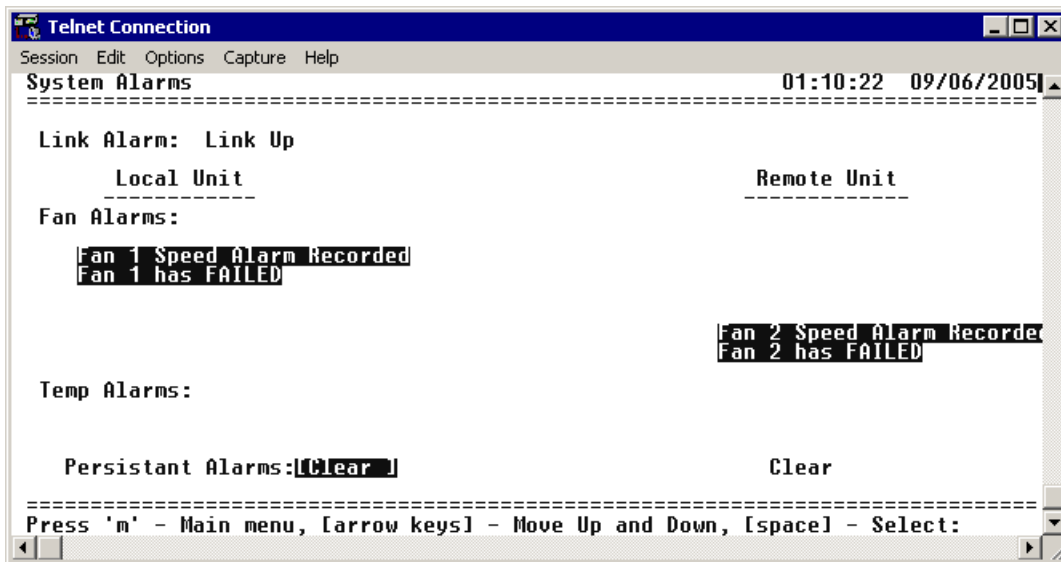 Telnet Connection
Session Edit Options Capture Help
System Alarms 01:10:22 09/06/2005
Link Alarm: Link Up
Local Unit Remote Unit
Fan Alarms:
Fan 1 Speed Alarm Recorded
Fan 1 has FAILED
Fan 2 Speed Alarm Recorded
Fan 2 has FAILED
Temp Alarms:
Persistant Alarms:[Clear ] Clear
Press 'm' - Main menu, [arrow keys] - Move Up and Down, [space] - Select: